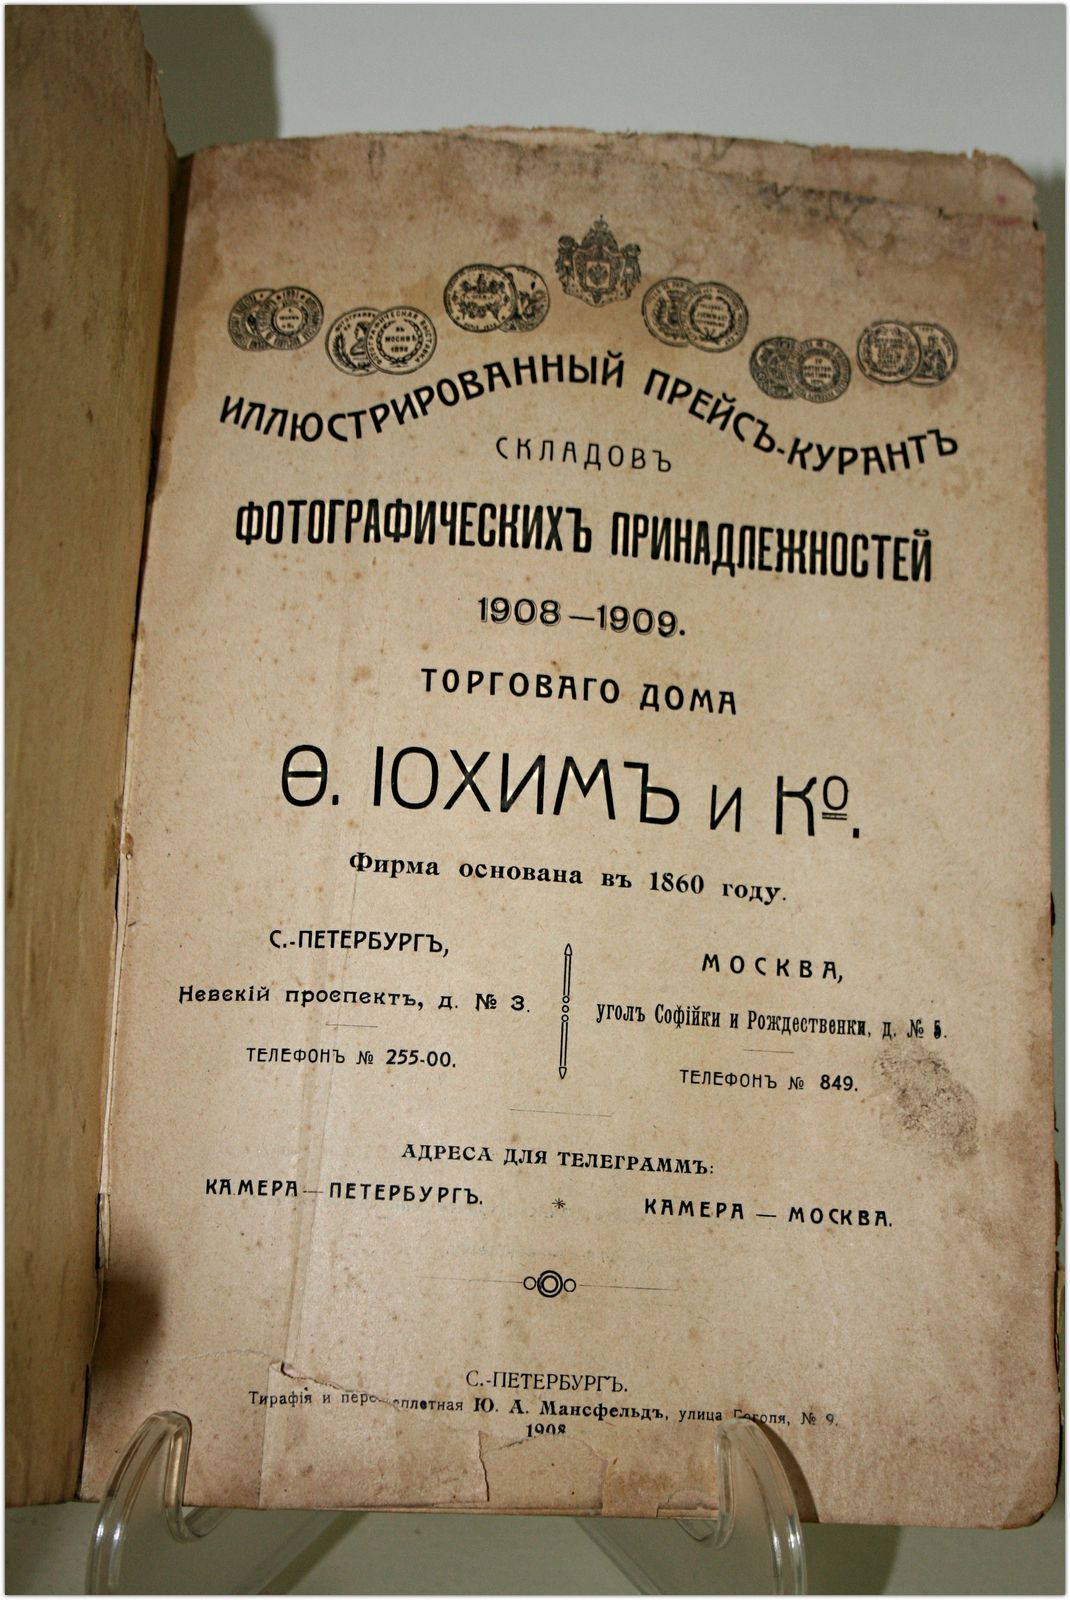 ИЛЛЮСТРИРОВАННЫЙ ПРЕЙСЪ-КУРАНТЪ
СКЛАДОВЪ
ФОТОГРАФИЧЕСКИХЪ ПРИНАДЛЕЖНОСТЕЙ
1908—1909.
ТОРГОВАГО ДОМА
Ѳ. ІОХИМЪ и Ко.
Фирма основана въ 1860 году.
С.-ПЕТЕРБУРГЪ,
Невскій проспектъ, д. № 3.
ТЕЛЕФОНЪ № 255-00.
МОСКВА,
уголъ Софійки и Рождественки, д. № 5.
ТЕЛЕФОНЪ № 849.
АДРЕСА ДЛЯ ТЕЛЕГРАММЪ:
КАМЕРА—ПЕТЕРБУРГЪ. * КАМЕРА — МОСКВА.
С.-ПЕТЕРБУРГЪ.
и Ю. А. Мансфельдъ, улица Гоголя, № 9.
1908